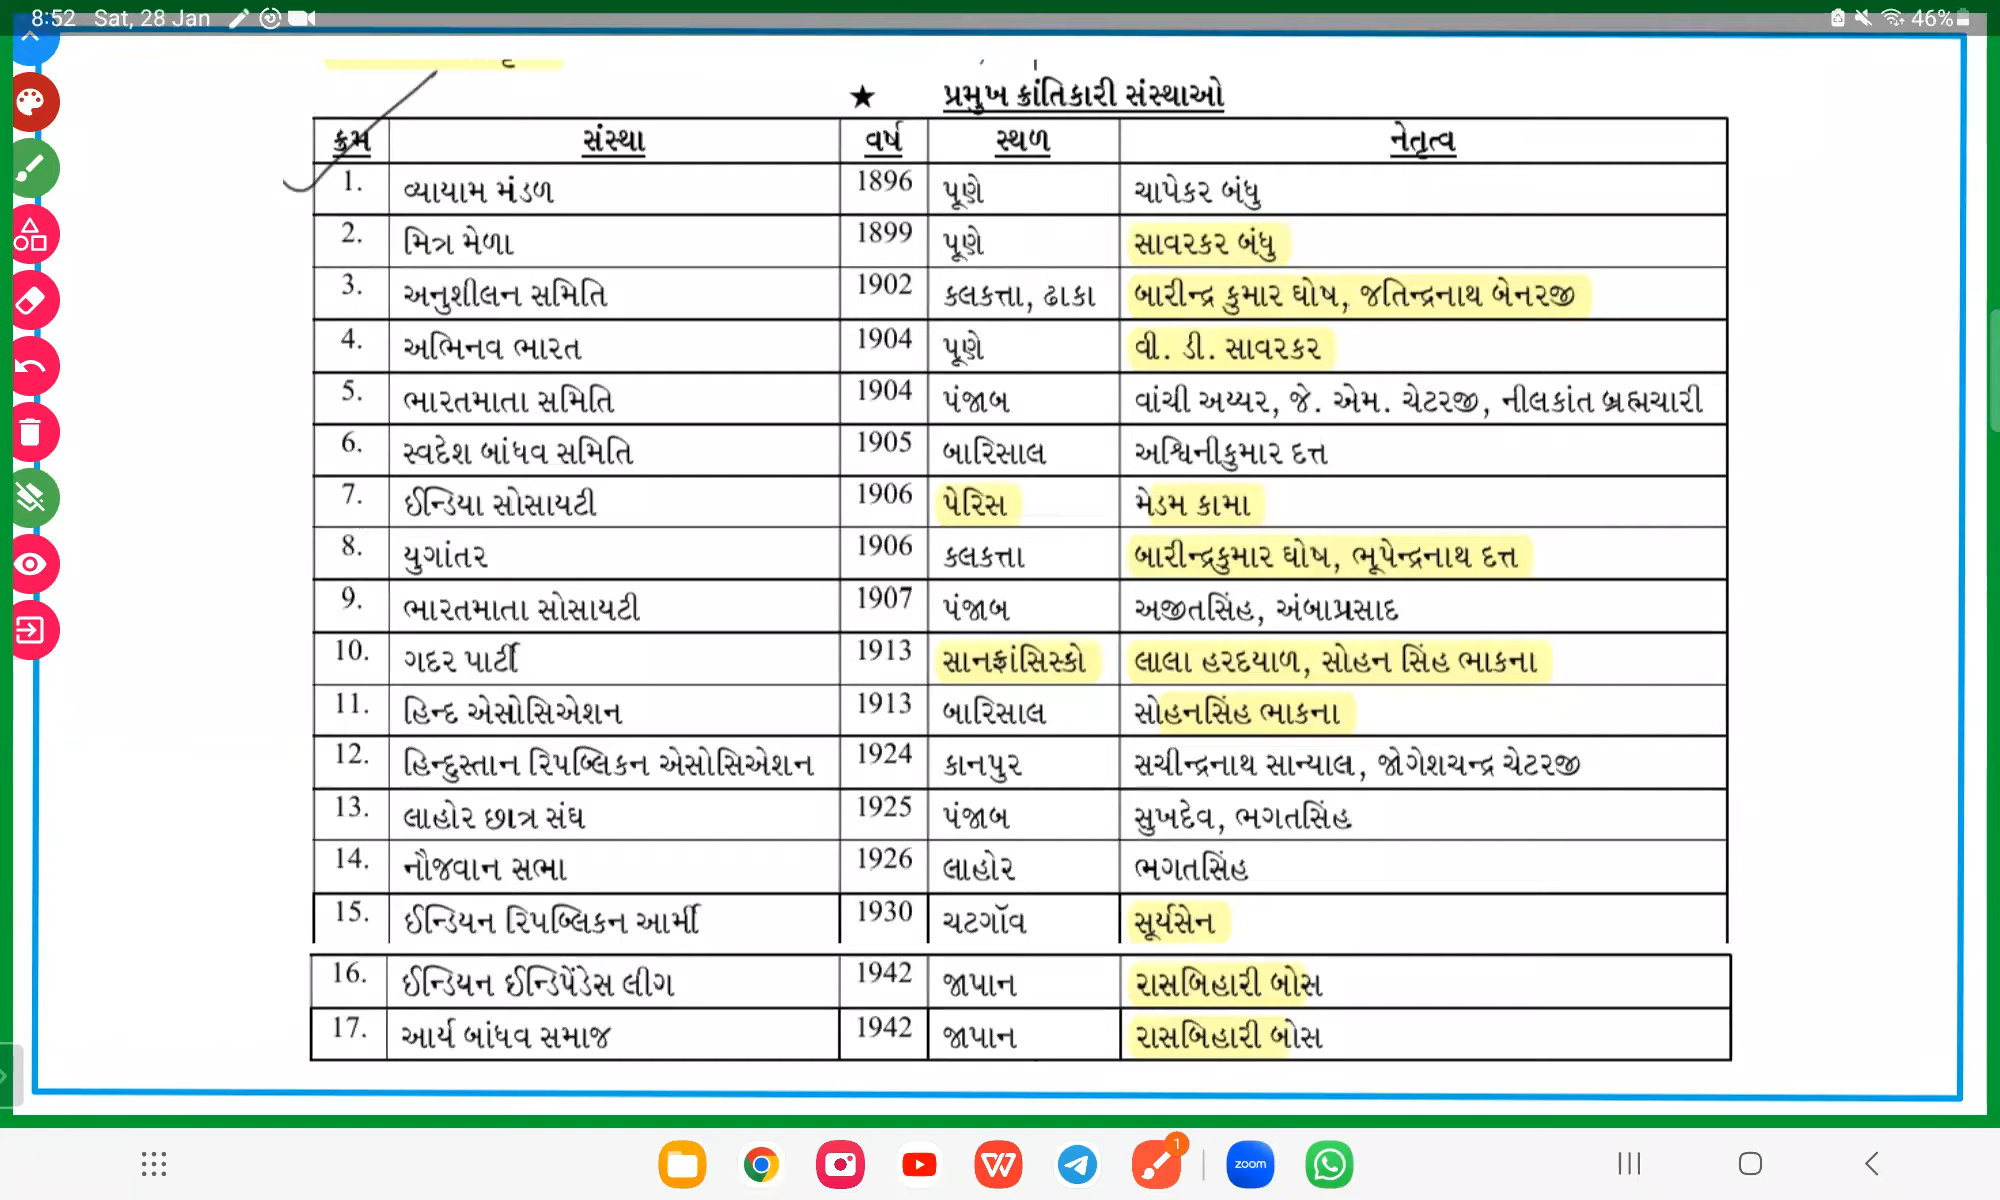 8:52 Sat, 28 Jan 46%
★ પ્રમુખ ક્રાંતિકારી સંસ્થાઓ
ક્રમ સંસ્થા વર્ષ સ્થળ નેતૃત્વ
1. વ્યાયામ મંડળ 1896 પૂણે ચાપેકર બંધુ
2. મિત્ર મેળા 1899 પૂણે સાવરકર બંધુ
3. અનુશીલન સમિતિ 1902 કલકત્તા, ઢાકા બારીન્દ્ર કુમાર ઘોષ, જતિન્દ્રનાથ બેનરજી
4. અભિનવ ભારત 1904 પૂણે વી. ડી. સાવરકર
5. ભારતમાતા સમિતિ 1904 પંજાબ વાંચી અય્યર, જે. એમ. ચેટરજી, નીલકાંત બ્રહ્મચારી
6. સ્વદેશ બાંધવ સમિતિ 1905 બારિસાલ અશ્વિનીકુમાર દત્ત
7. ઈન્ડિયા સોસાયટી 1906 પેરિસ મેડમ કામા
8. યુગાંતર 1906 કલકત્તા બારીન્દ્રકુમાર ઘોષ, ભૂપેન્દ્રનાથ દત્ત
9. ભારતમાતા સોસાયટી 1907 પંજાબ અજીતસિંહ, અંબાપ્રસાદ
10. ગદર પાર્ટી 1913 સાનફ્રાંસિસ્કો લાલા હરદયાળ, સોહન સિંહ ભાકના
11. હિન્દ એસોસિએશન 1913 બારિસાલ સોહનસિંહ ભાકના
12. હિન્દુસ્તાન રિપબ્લિકન એસોસિએશન 1924 કાનપુર સચીન્દ્રનાથ સાન્યાલ, જોગેશચન્દ્ર ચેટરજી
13. લાહોર છાત્ર સંઘ 1925 પંજાબ સુખદેવ, ભગતસિંહ
14. નૌજવાન સભા 1926 લાહોર ભગતસિંહ
15. ઈન્ડિયન રિપબ્લિકન આર્મી 1930 ચટગૉવ સૂર્યસેન
16. ઈન્ડિયન ઈન્ડિપેંડેસ લીગ 1942 જાપાન રાસબિહારી બોસ
17. આર્ય બાંધવ સમાજ 1942 જાપાન રાસબિહારી બોસ
1
zoom